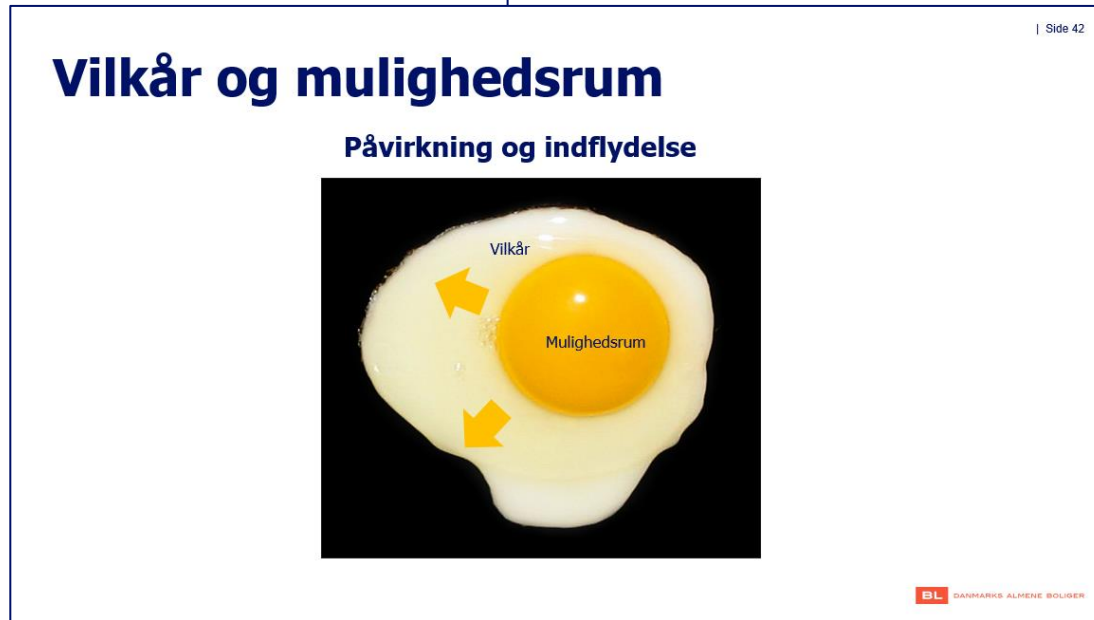 | Side 42
Vilkår og mulighedsrum
Påvirkning og indflydelse
Vilkår
Mulighedsrum
BL DANMARKS ALMENE BOLIGER